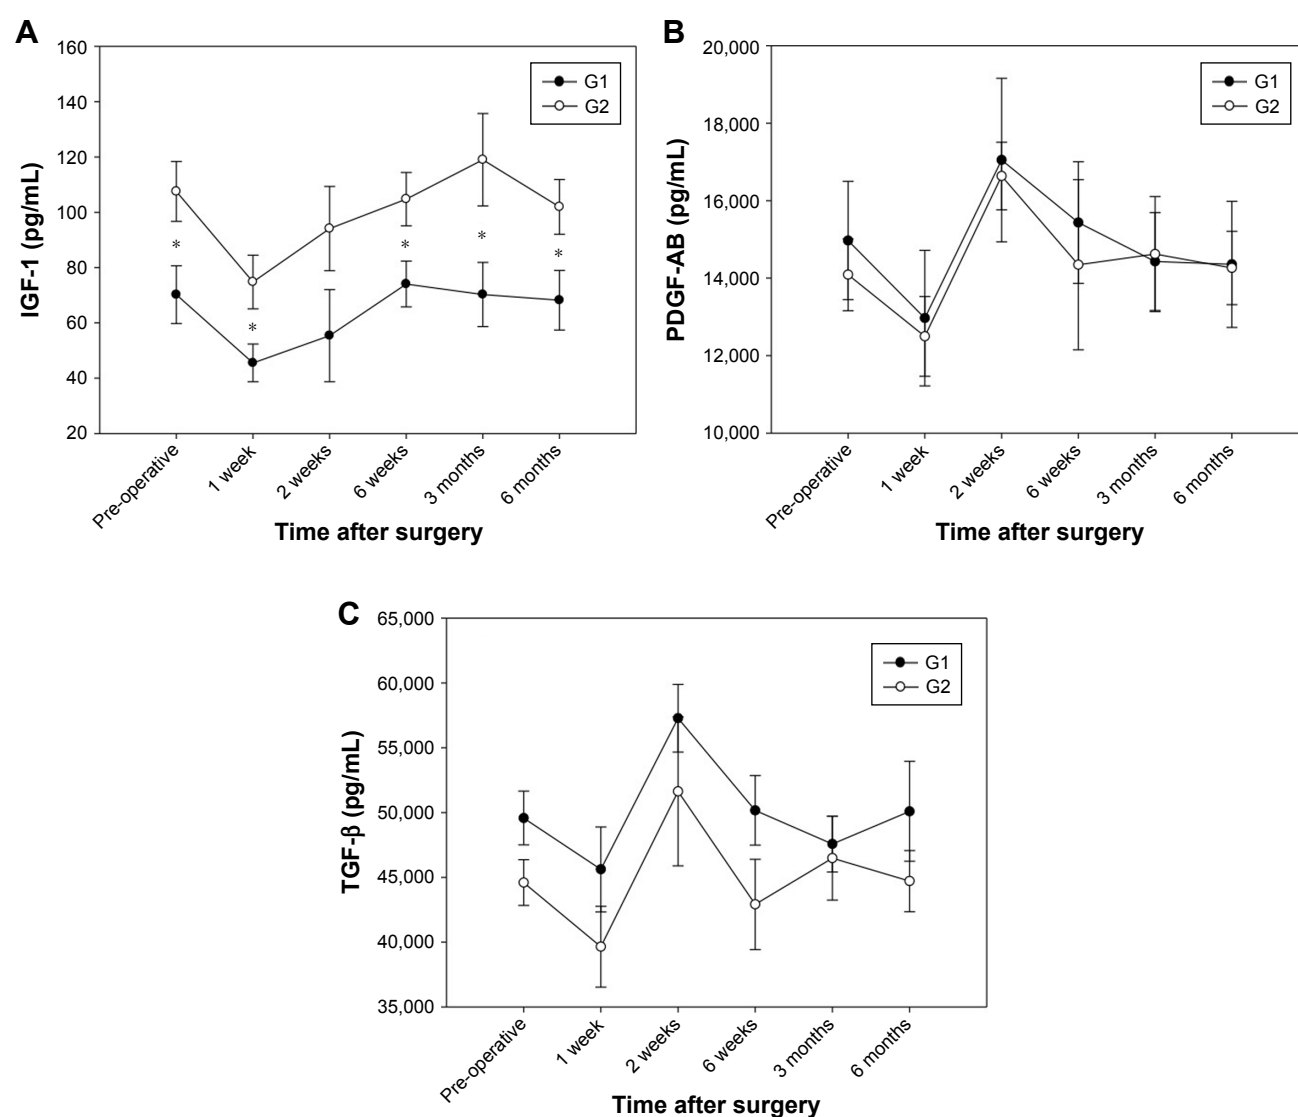 A
160
140
120
100
80
60
40
20
IGF-1 (pg/mL)
G1
G2
*
*
*
*
*
Pre-operative
1 week
2 weeks
6 weeks
3 months
6 months
Time after surgery
B
20,000
18,000
16,000
14,000
12,000
10,000
PDGF-AB (pg/mL)
G1
G2
Pre-operative
1 week
2 weeks
6 weeks
3 months
6 months
Time after surgery
C
65,000
60,000
55,000
50,000
45,000
40,000
35,000
TGF-β (pg/mL)
G1
G2
Pre-operative
1 week
2 weeks
6 weeks
3 months
6 months
Time after surgery